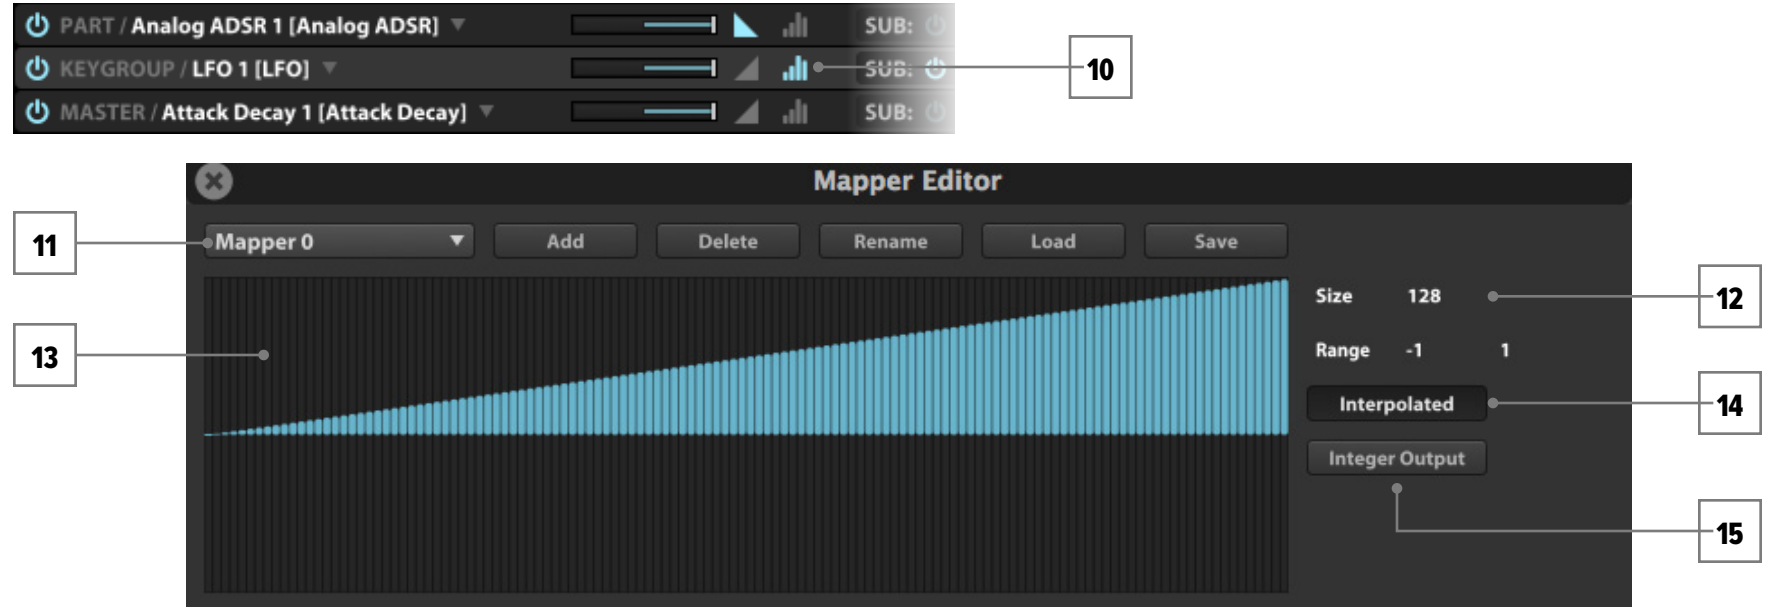 PART / Analog ADSR 1 [Analog ADSR] SUB:
KEYGROUP / LFO 1 [LFO] SUB:
10
MASTER / Attack Decay 1 [Attack Decay] SUB:
Mapper Editor
11
Mapper 0 Add Delete Rename Load Save
Size 128
12
13
Range -1 1
Interpolated
14
Integer Output
15